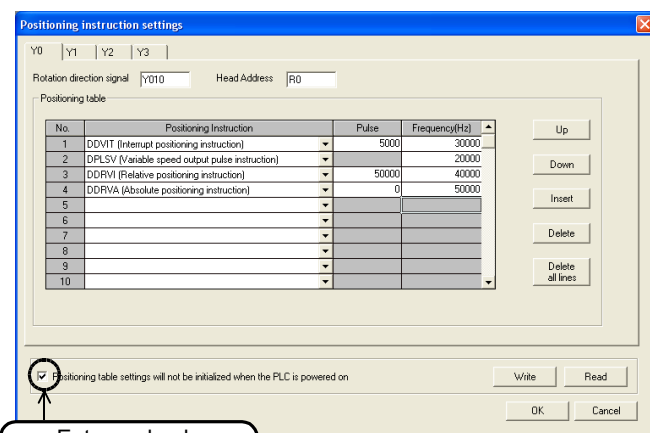 Positioning instruction settings
Y0 Y1 Y2 Y3
Rotation direction signal Y010 Head Address R0
Positioning table
No. Positioning Instruction Pulse Frequency(Hz)
1 DDVIT (Interrupt positioning instruction) 5000 30000
2 DPLSV (Variable speed output pulse instruction) 20000
3 DDRVI (Relative positioning instruction) 50000 40000
4 DDRVA (Absolute positioning instruction) 0 50000
5
6
7
8
9
10
Up
Down
Insert
Delete
Delete
all lines
Positioning table settings will not be initialized when the PLC is powered on
Write Read
OK Cancel